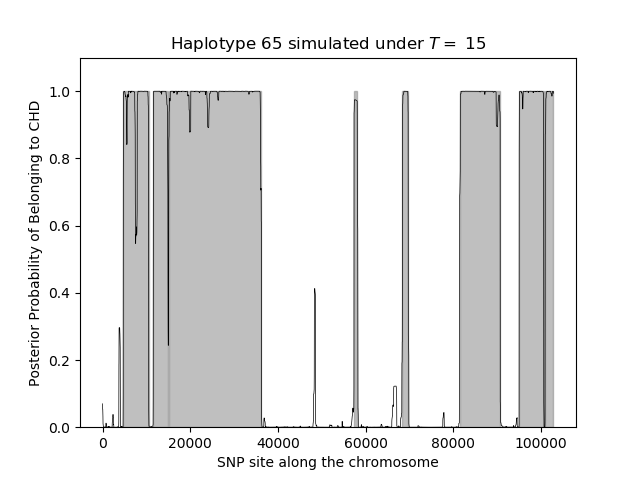 Haplotype 65 simulated under T = 15
Posterior Probability of Belonging to CHD
1.0
0.8
0.6
0.4
0.2
0.0
0 20000 40000 60000 80000 100000
SNP site along the chromosome